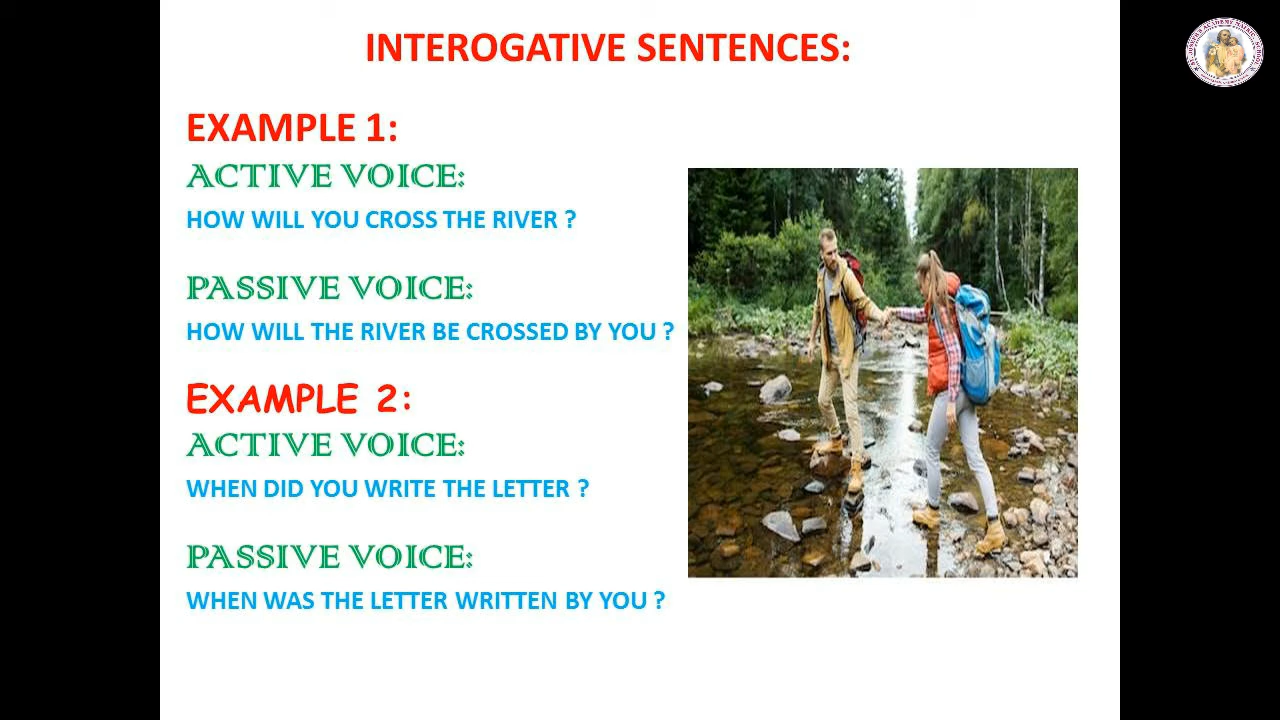 INTEROGATIVE SENTENCES:
EXAMPLE 1:
ACTIVE VOICE:
HOW WILL YOU CROSS THE RIVER ?
PASSIVE VOICE:
HOW WILL THE RIVER BE CROSSED BY YOU ?
EXAMPLE 2:
ACTIVE VOICE:
WHEN DID YOU WRITE THE LETTER ?
PASSIVE VOICE:
WHEN WAS THE LETTER WRITTEN BY YOU ?